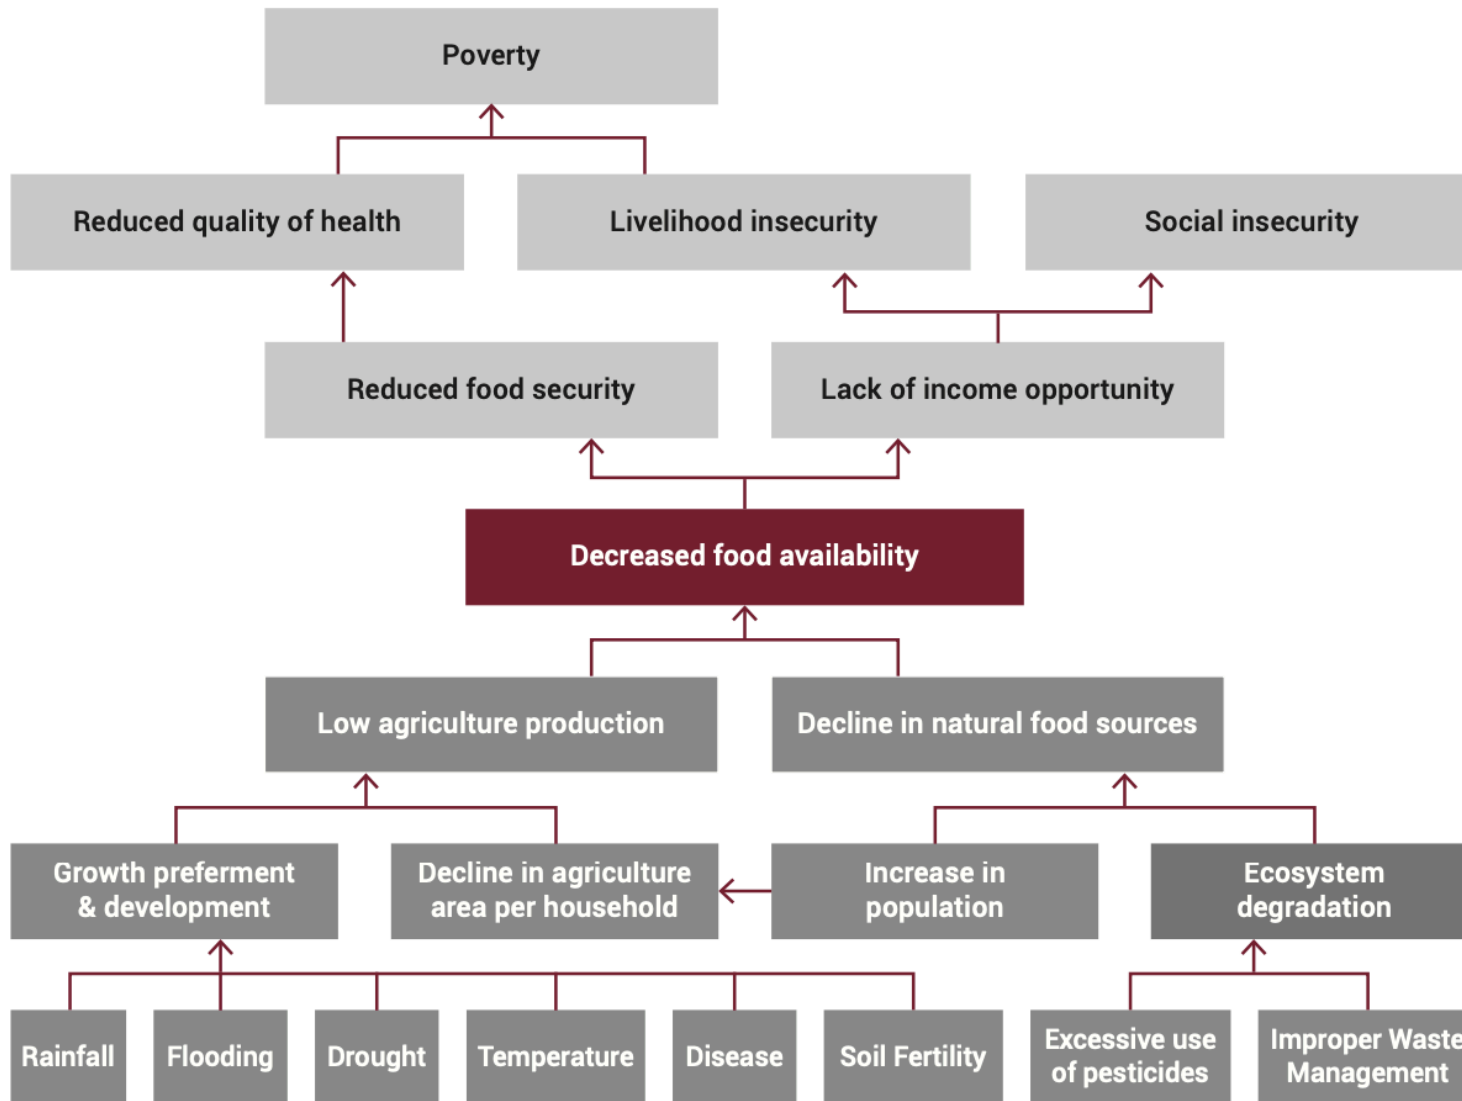 Poverty
Reduced quality of health
Livelihood insecurity
Social insecurity
Reduced food security
Lack of income opportunity
Decreased food availability
Low agriculture production
Decline in natural food sources
Growth preferment
& development
Decline in agriculture
area per household
Increase in
population
Ecosystem
degradation
Rainfall
Flooding
Drought
Temperature
Disease
Soil Fertility
Excessive use
of pesticides
Improper Waste
Management